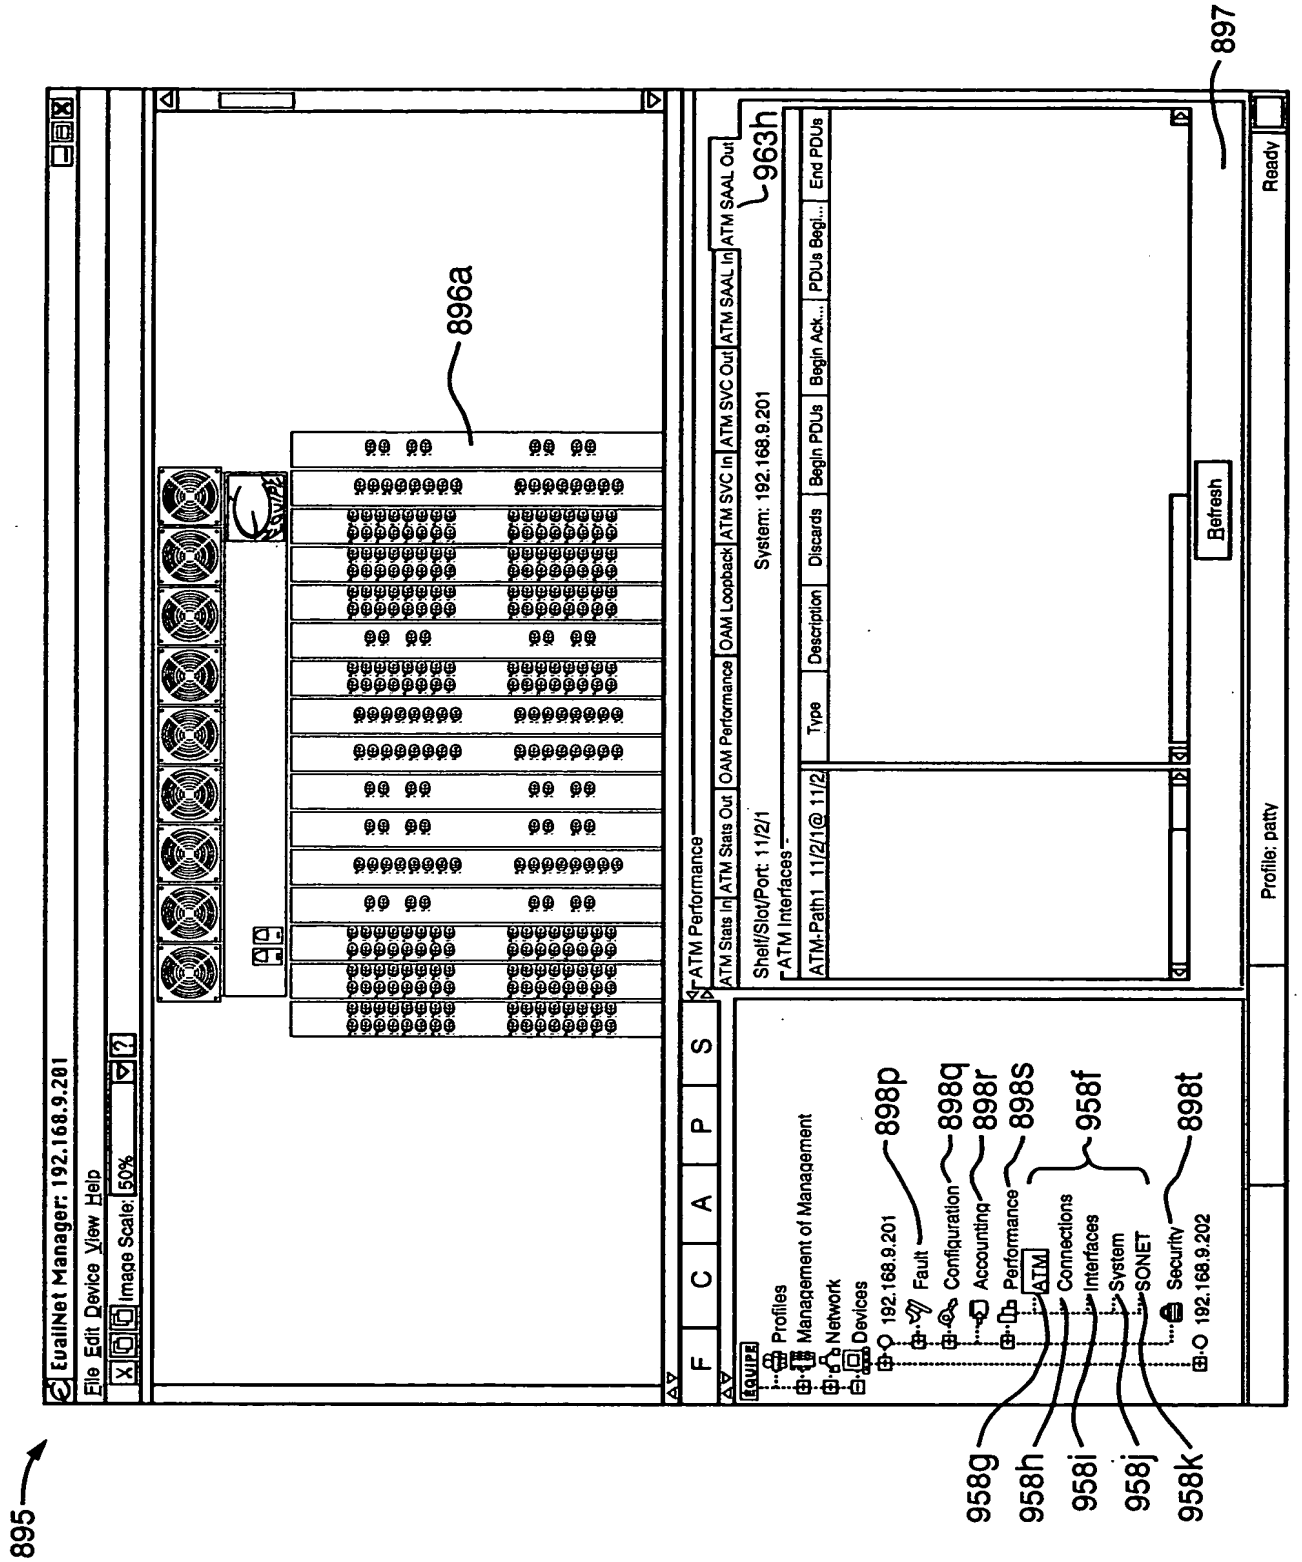 895
EuallNet Manager: 192.168.9.201
File Edit Device View Help
Image Scale: 50% ?
896a
F C A P S
EQUIPE
Profiles
Management of Management
Network
Devices
192.168.9.201
Fault
898p
Configuration
898q
Accounting
898r
Performance
898s
ATM
Connections
Interfaces
System
SONET
958f
Security
898t
192.168.9.202
958g
958h
958i
958j
958k
ATM Performance
ATM Stats In ATM Stats Out OAM Performance OAM Loopback ATM SVC In ATM SVC Out ATM SAAL In ATM SAAL Out
963h
Shelf/Slot/Port: 11/2/1 System: 192.168.9.201
ATM Interfaces
ATM-Path1 11/2/1@ 11/2/
Type Description Discards Begin PDUs Begin Ack... PDUs Begi... End PDUs
Refresh
897
Profile: patty Ready